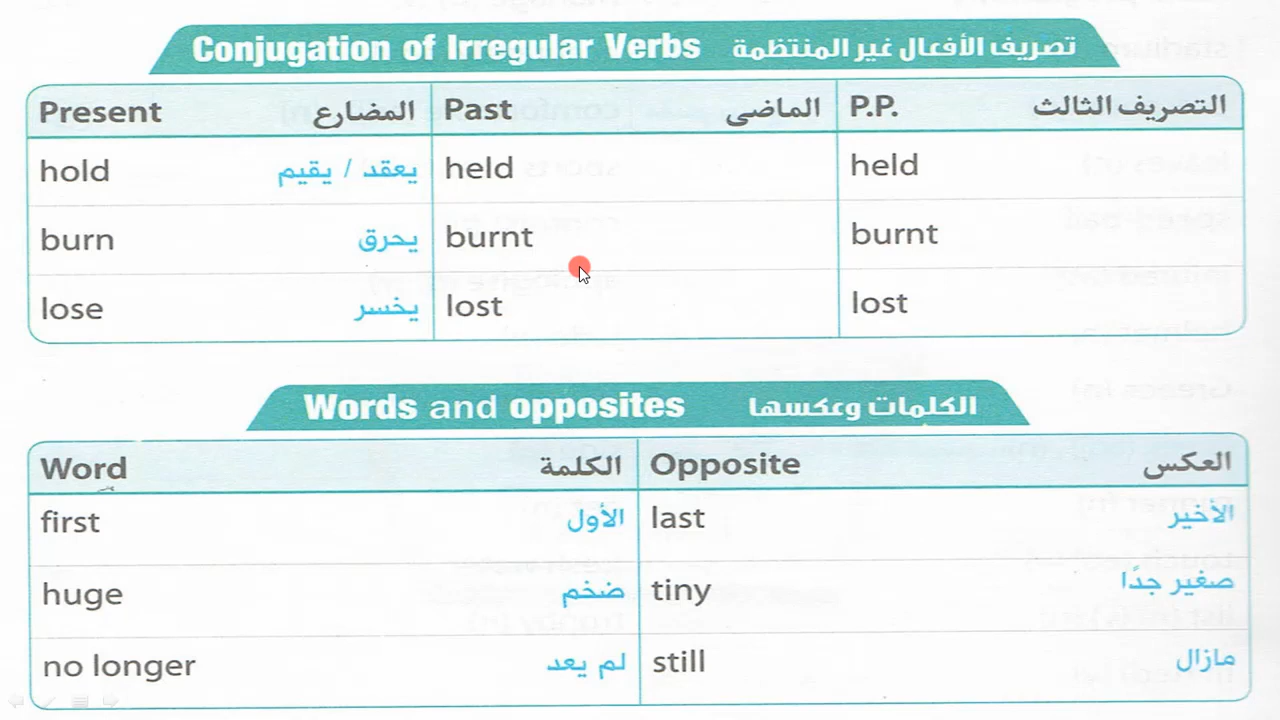 Conjugation of Irregular Verbs تصريف الأفعال غير المنتظمة
Present المضارع Past الماضى P.P. التصريف الثالث
hold يعقد / يقيم held held
burn يحرق burnt burnt
lose يخسر lost lost
Words and opposites الكلمات وعكسها
Word الكلمة Opposite العكس
first الأول last الأخير
huge ضخم tiny صغير جدًا
no longer لم يعد still مازال